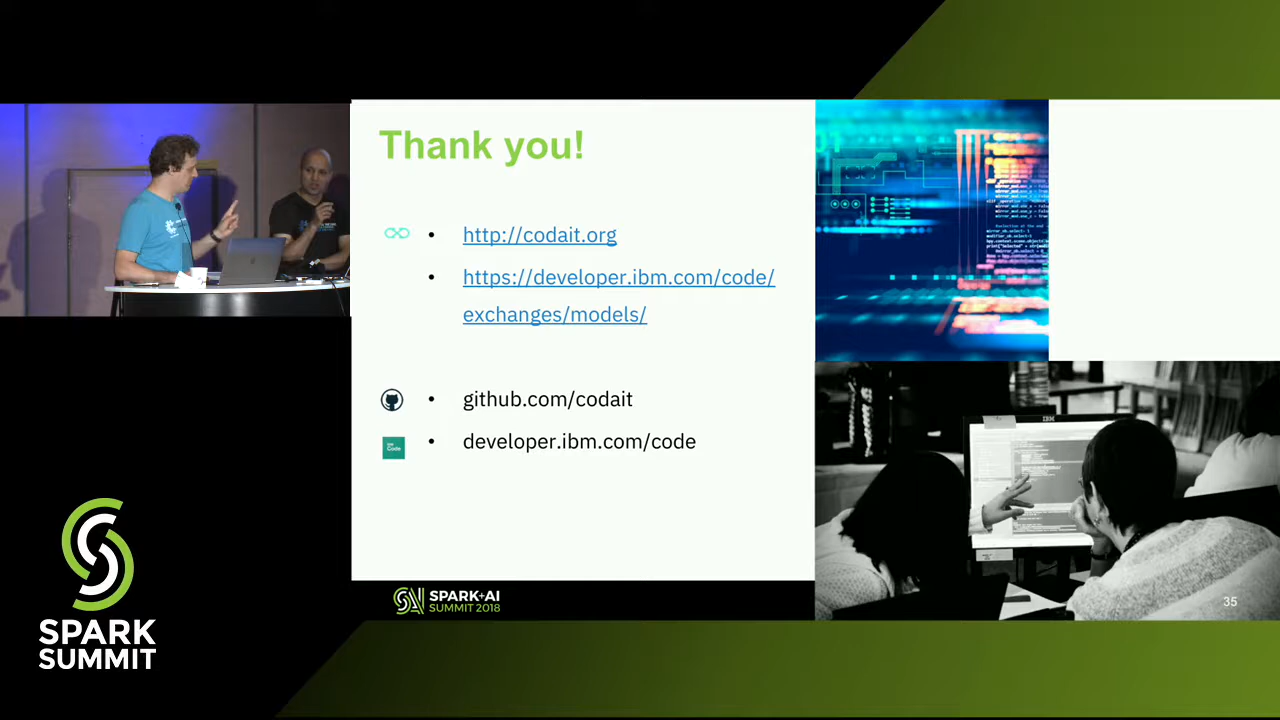 Thank you!
http://codait.org
https://developer.ibm.com/code/
exchanges/models/
github.com/codait
developer.ibm.com/code
SPARK+AI
SUMMIT 2018
IBM
35
SPARK
SUMMIT